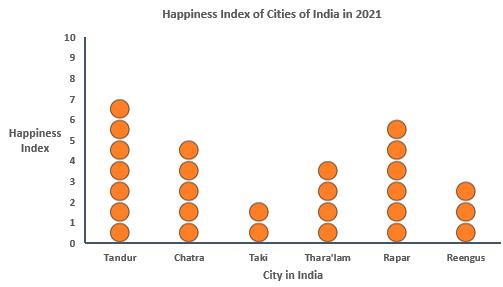 Happiness Index of Cities of India in 2021
10
9
8
7
6
5
4
3
2
1
0
Happiness
Index
Tandur Chatra Taki Thara'lam Rapar Reengus
City in India